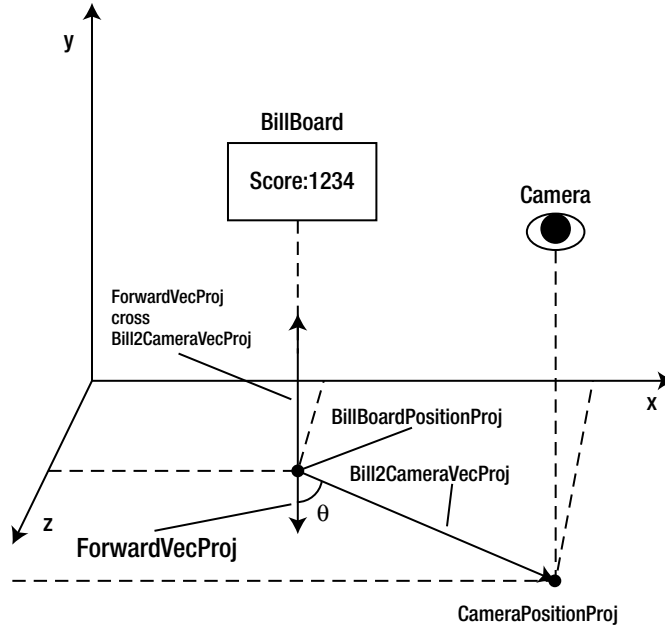 y
BillBoard
Score:1234
Camera
ForwardVecProj
cross
Bill2CameraVecProj
x
BillBoardPositionProj
Bill2CameraVecProj
θ
z
ForwardVecProj
CameraPositionProj